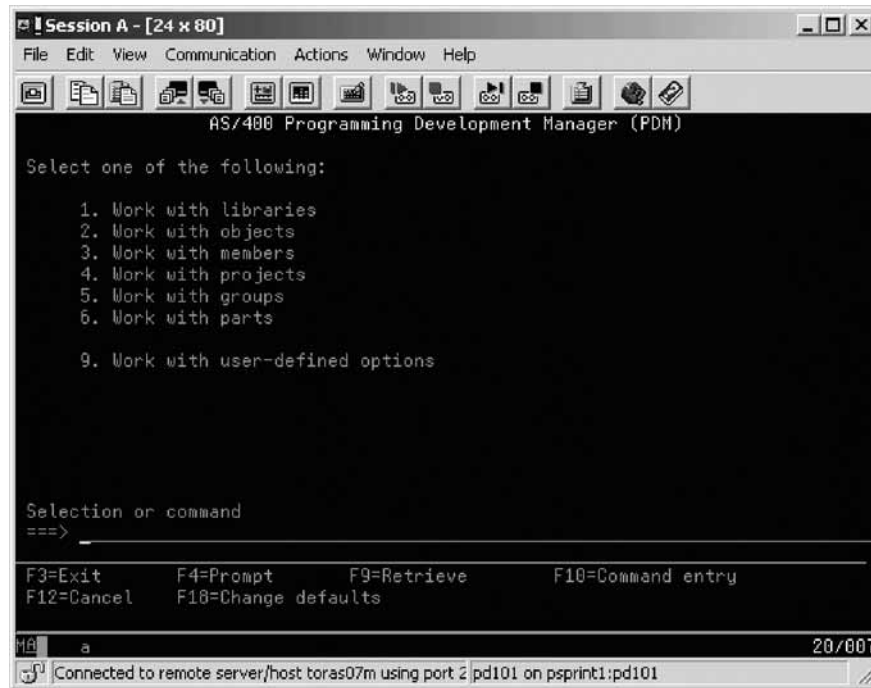 Session A - [24 x 80]
File Edit View Communication Actions Window Help
AS/400 Programming Development Manager (PDM)
Select one of the following:
1. Work with libraries
2. Work with objects
3. Work with members
4. Work with projects
5. Work with groups
6. Work with parts
9. Work with user-defined options
Selection or command
===>
F3=Exit F4=Prompt F9=Retrieve F10=Command entry
F12=Cancel F18=Change defaults
MA a 20/007
Connected to remote server/host toras07m using port 2 pd101 on psprint1:pd101